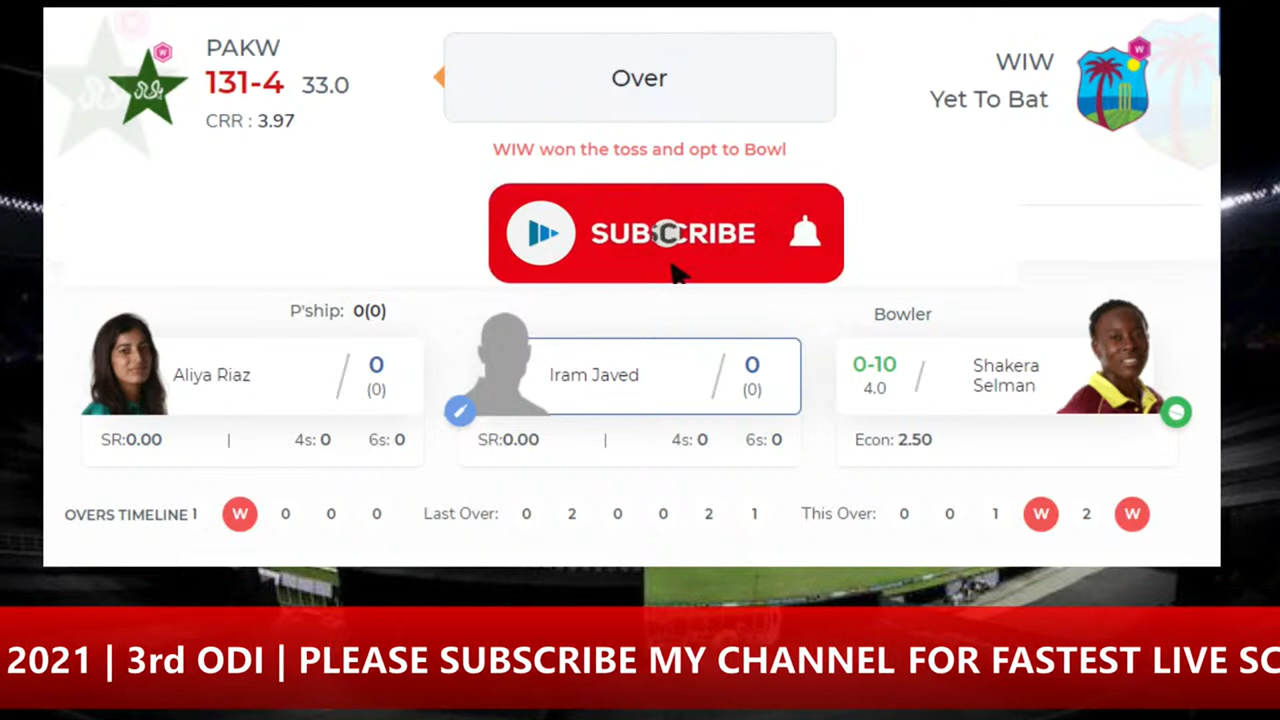 PAKW
131-4 33.0
CRR : 3.97
Over
WIW
Yet To Bat
WIW won the toss and opt to Bowl
SUBSCRIBE
P'ship: 0(0)
Bowler
Aliya Riaz
0
(0)
Iram Javed
0
(0)
0-10
4.0
Shakera
Selman
SR:0.00 | 4s: 0 6s: 0
SR:0.00 | 4s: 0 6s: 0
Econ: 2.50
OVERS TIMELINE 1 W 0 0 0 Last Over: 0 2 0 0 2 1 This Over: 0 0 1 W 2 W
2021 | 3rd ODI | PLEASE SUBSCRIBE MY CHANNEL FOR FASTEST LIVE SC